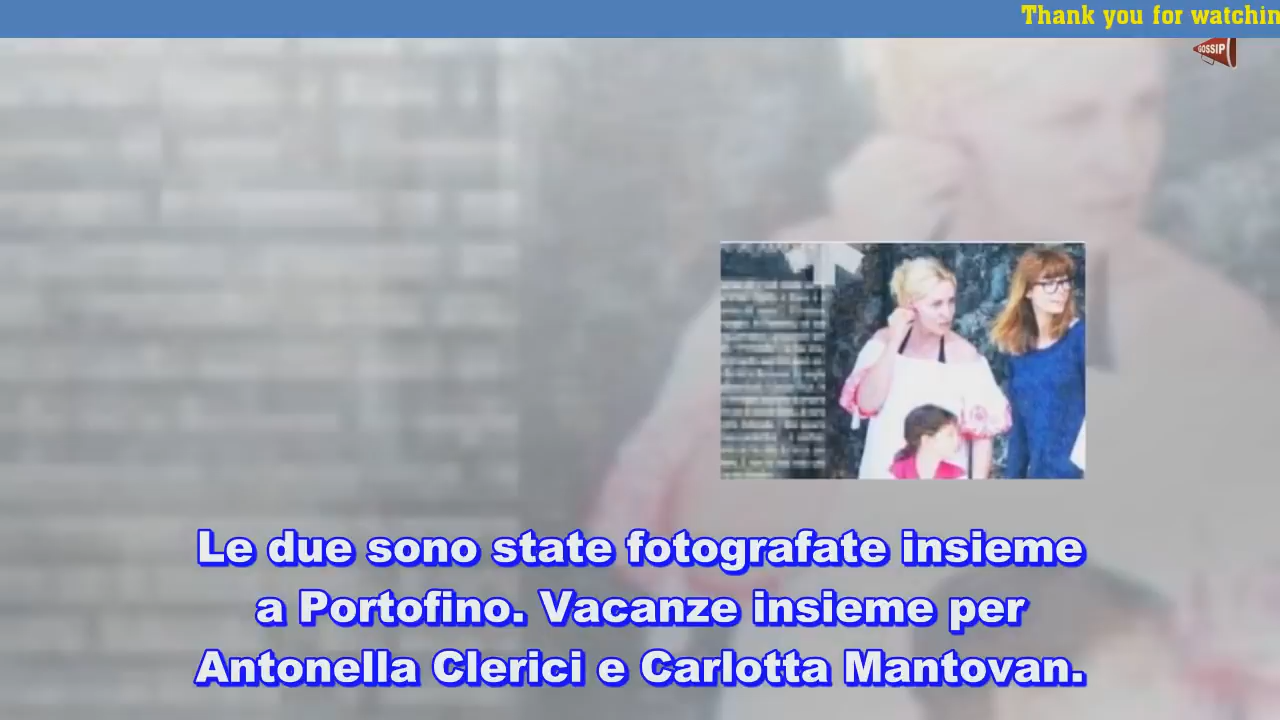 Thank you for watchin
GOSSIP
Le due sono state fotografate insieme
a Portofino. Vacanze insieme per
Antonella Clerici e Carlotta Mantovan.